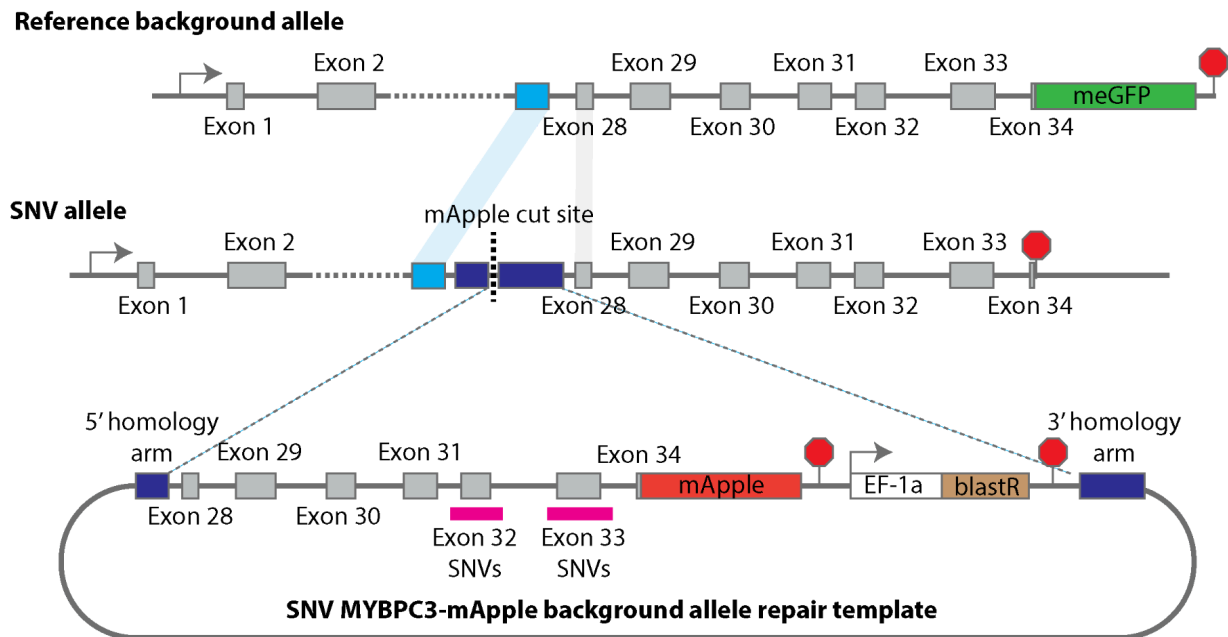 Reference background allele
Exon 2
Exon 29
Exon 31
Exon 33
meGFP
Exon 1
Exon 28
Exon 30
Exon 32
Exon 34
SNV allele
mApple cut site
Exon 2
Exon 29
Exon 31
Exon 33
Exon 1
Exon 28
Exon 30
Exon 32
Exon 34
5' homology
arm
Exon 29
Exon 31
Exon 34
3' homology
arm
mApple
EF-1a
blastR
Exon 28
Exon 30
Exon 32
SNVs
Exon 33
SNVs
SNV MYBPC3-mApple background allele repair template